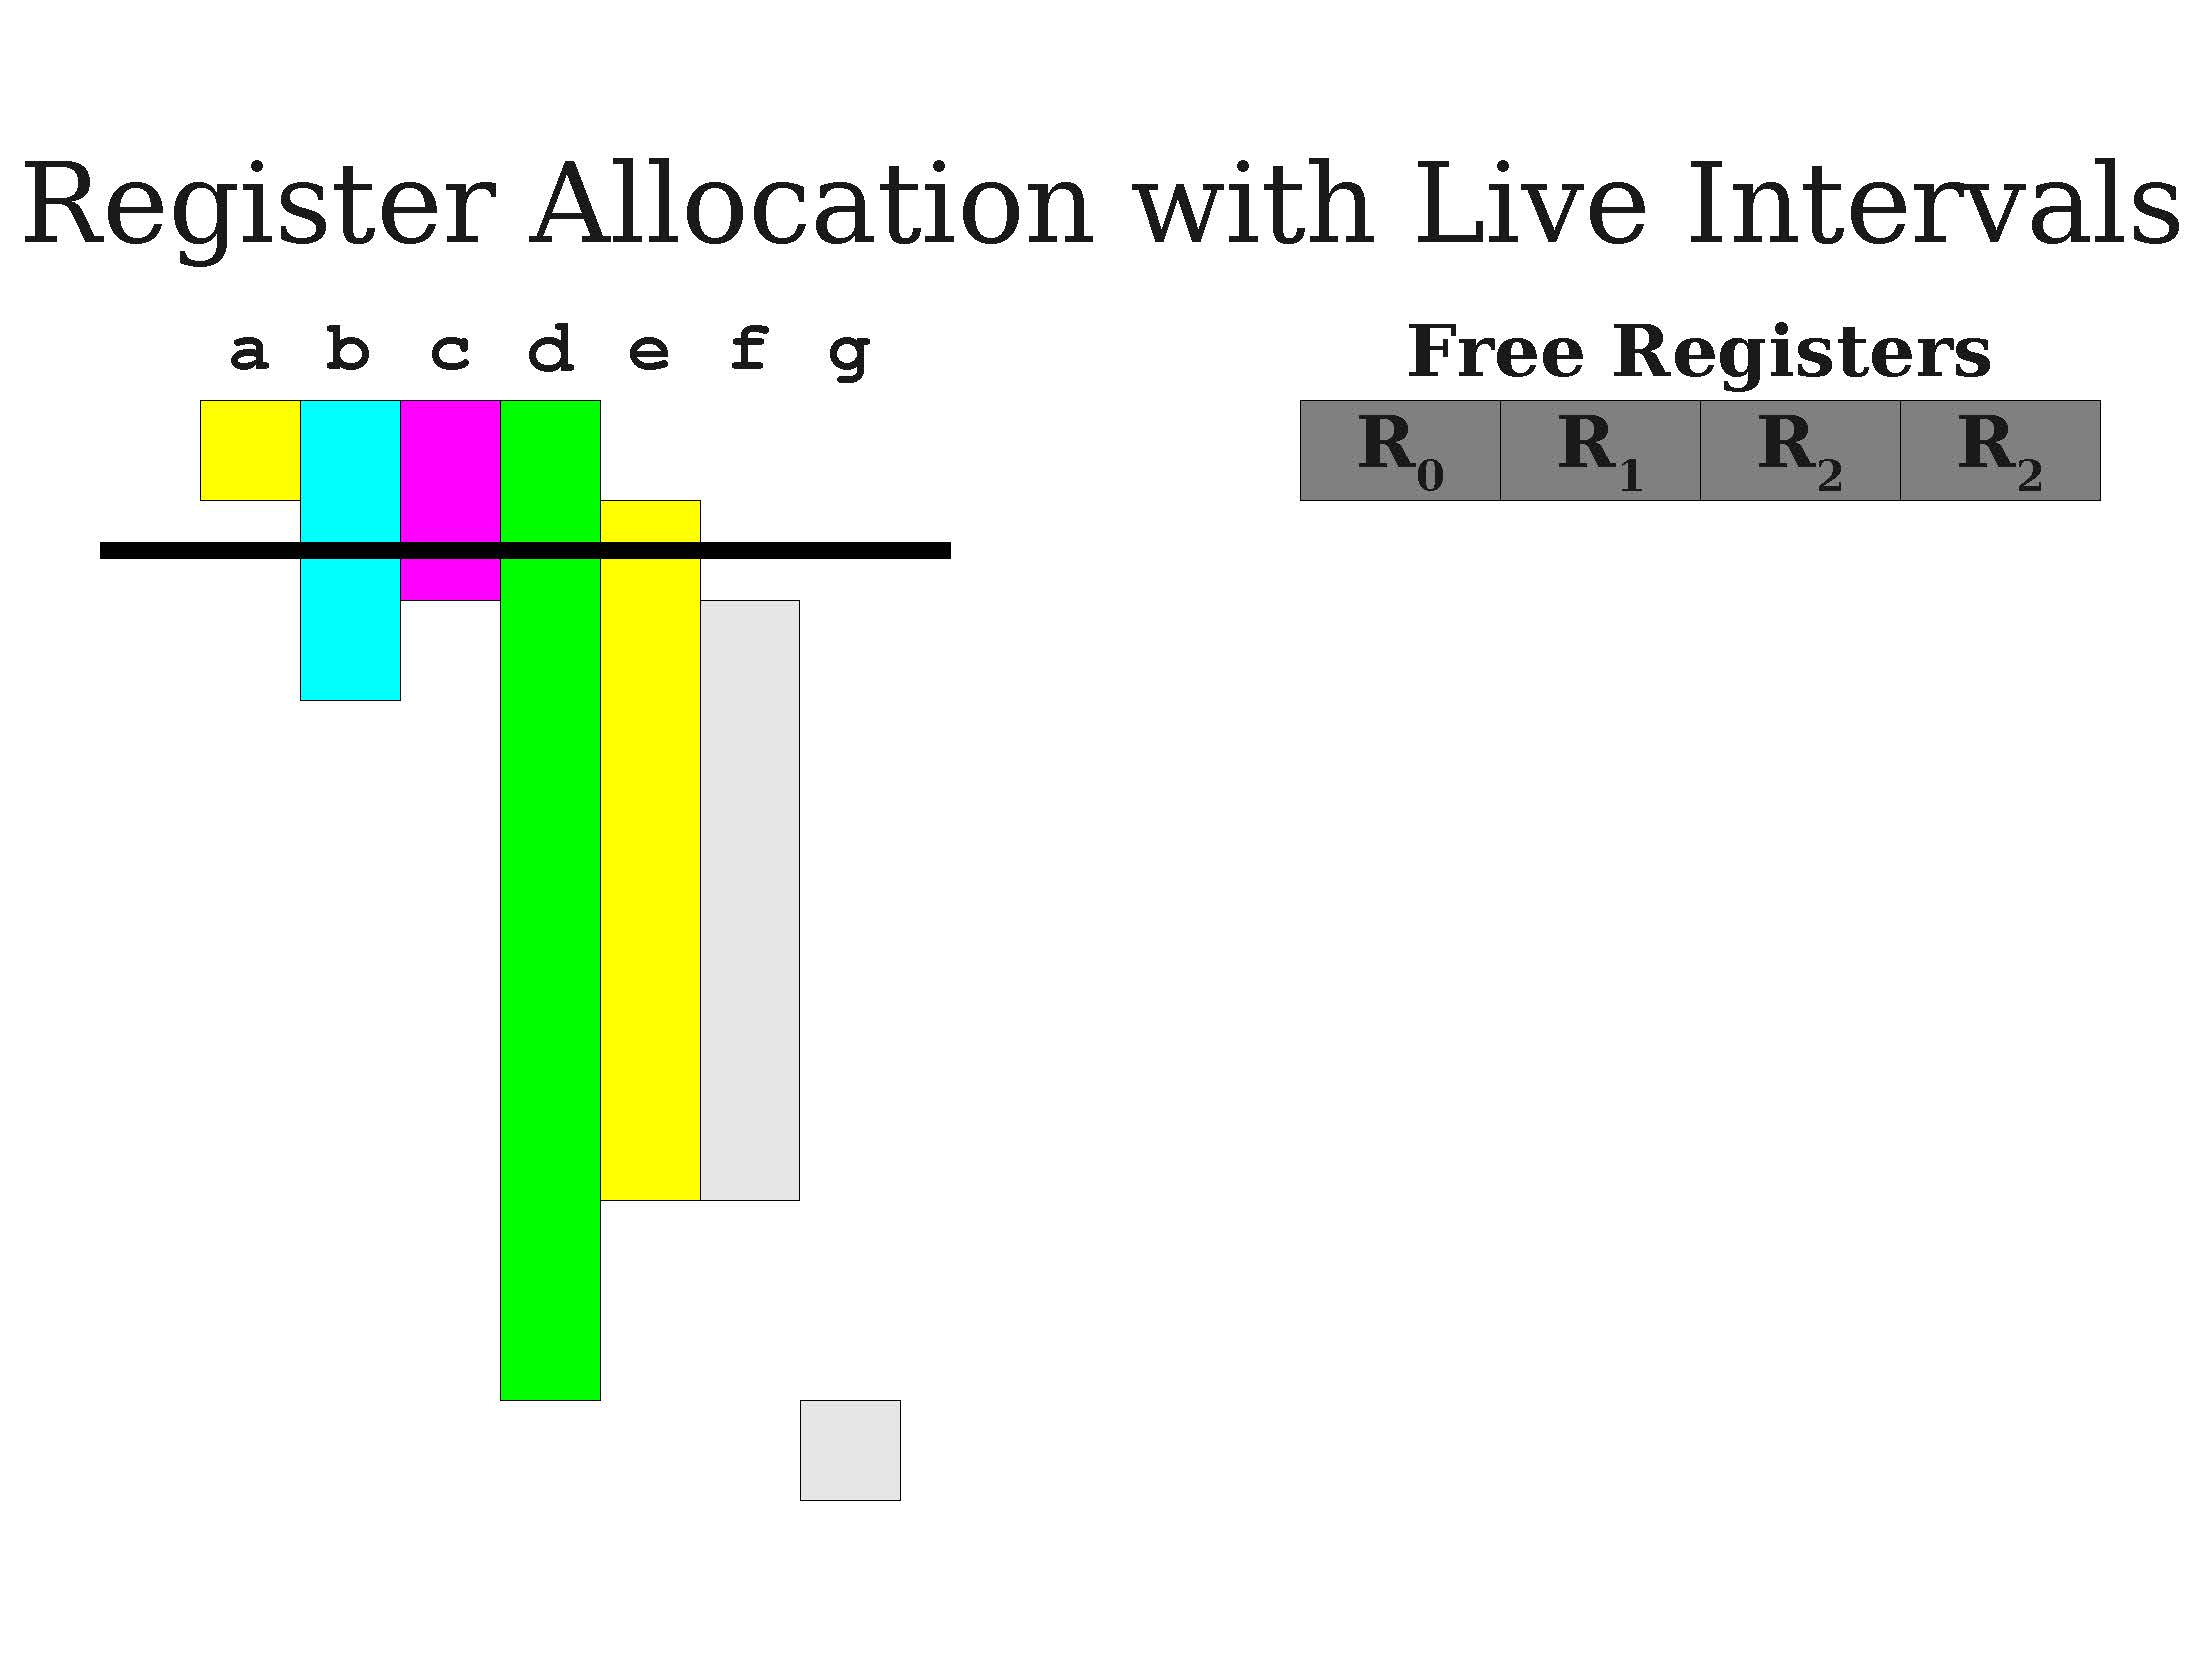 Register Allocation with Live Intervals
a b c d e f g
Free Registers
R0 R1 R2 R2